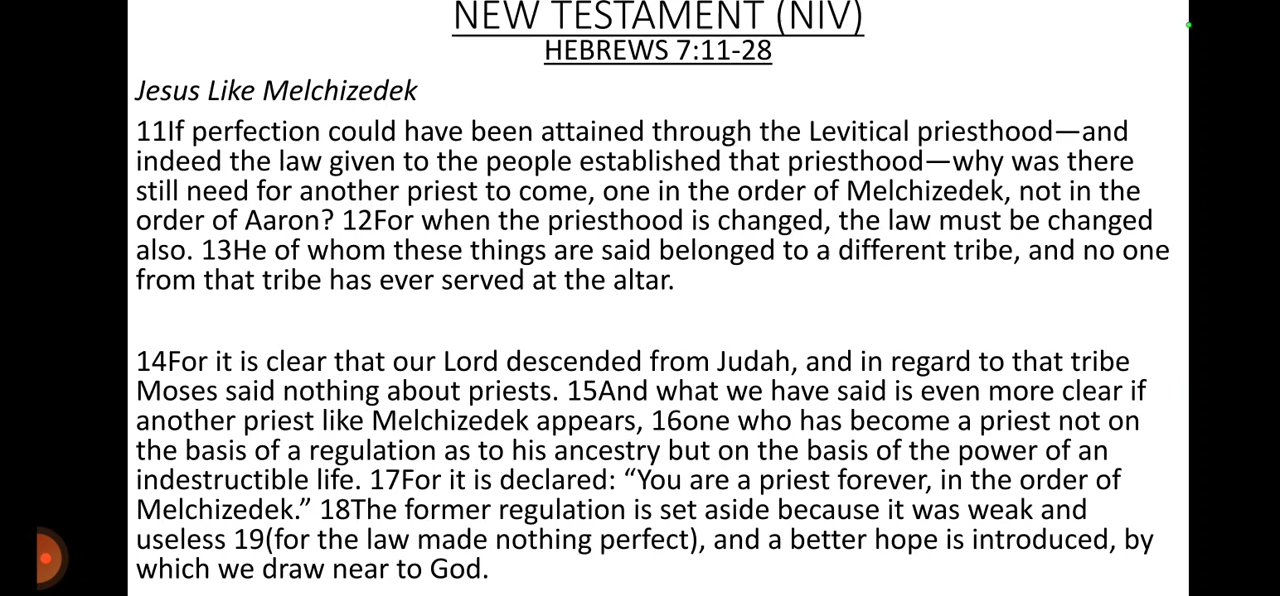 NEW TESTAMENT (NIV)
HEBREWS 7:11-28
Jesus Like Melchizedek
11If perfection could have been attained through the Levitical priesthood—and
indeed the law given to the people established that priesthood—why was there
still need for another priest to come, one in the order of Melchizedek, not in the
order of Aaron? 12For when the priesthood is changed, the law must be changed
also. 13He of whom these things are said belonged to a different tribe, and no one
from that tribe has ever served at the altar.
14For it is clear that our Lord descended from Judah, and in regard to that tribe
Moses said nothing about priests. 15And what we have said is even more clear if
another priest like Melchizedek appears, 16one who has become a priest not on
the basis of a regulation as to his ancestry but on the basis of the power of an
indestructible life. 17For it is declared: “You are a priest forever, in the order of
Melchizedek.” 18The former regulation is set aside because it was weak and
useless 19(for the law made nothing perfect), and a better hope is introduced, by
which we draw near to God.